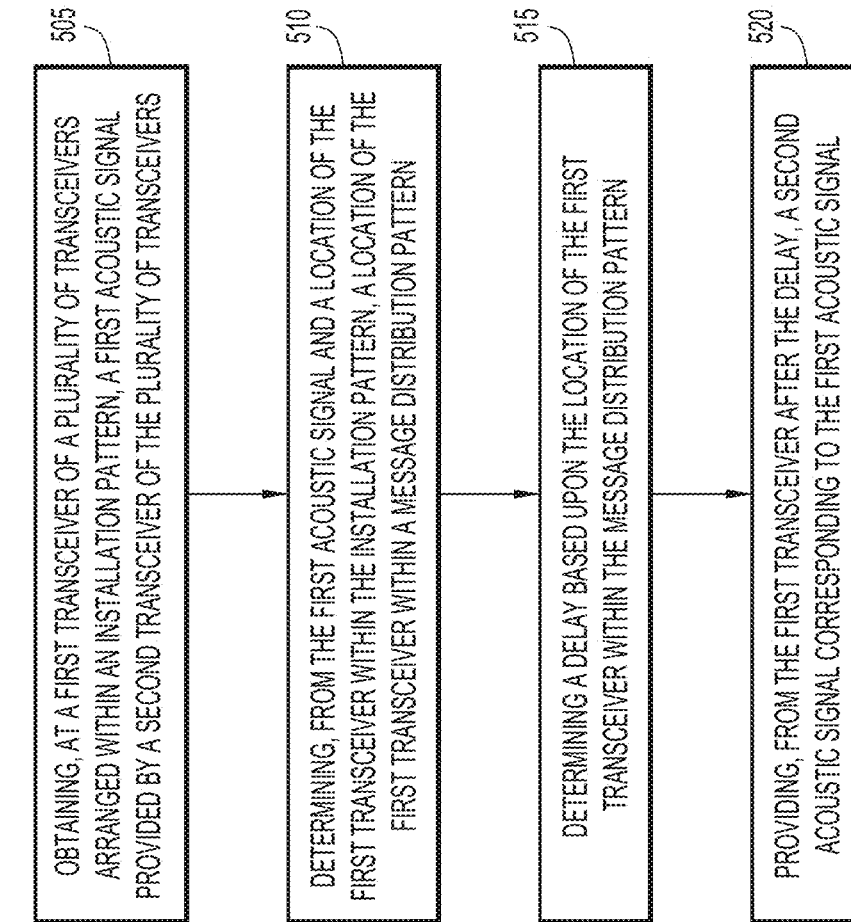 505
OBTAINING, AT A FIRST TRANSCEIVER OF A PLURALITY OF TRANSCEIVERS
ARRANGED WITHIN AN INSTALLATION PATTERN, A FIRST ACOUSTIC SIGNAL
PROVIDED BY A SECOND TRANSCEIVER OF THE PLURALITY OF TRANSCEIVERS
510
DETERMINING, FROM THE FIRST ACOUSTIC SIGNAL AND A LOCATION OF THE
FIRST TRANSCEIVER WITHIN THE INSTALLATION PATTERN, A LOCATION OF THE
FIRST TRANSCEIVER WITHIN A MESSAGE DISTRIBUTION PATTERN
515
DETERMINING A DELAY BASED UPON THE LOCATION OF THE FIRST
TRANSCEIVER WITHIN THE MESSAGE DISTRIBUTION PATTERN
520
PROVIDING, FROM THE FIRST TRANSCEIVER AFTER THE DELAY, A SECOND
ACOUSTIC SIGNAL CORRESPONDING TO THE FIRST ACOUSTIC SIGNAL